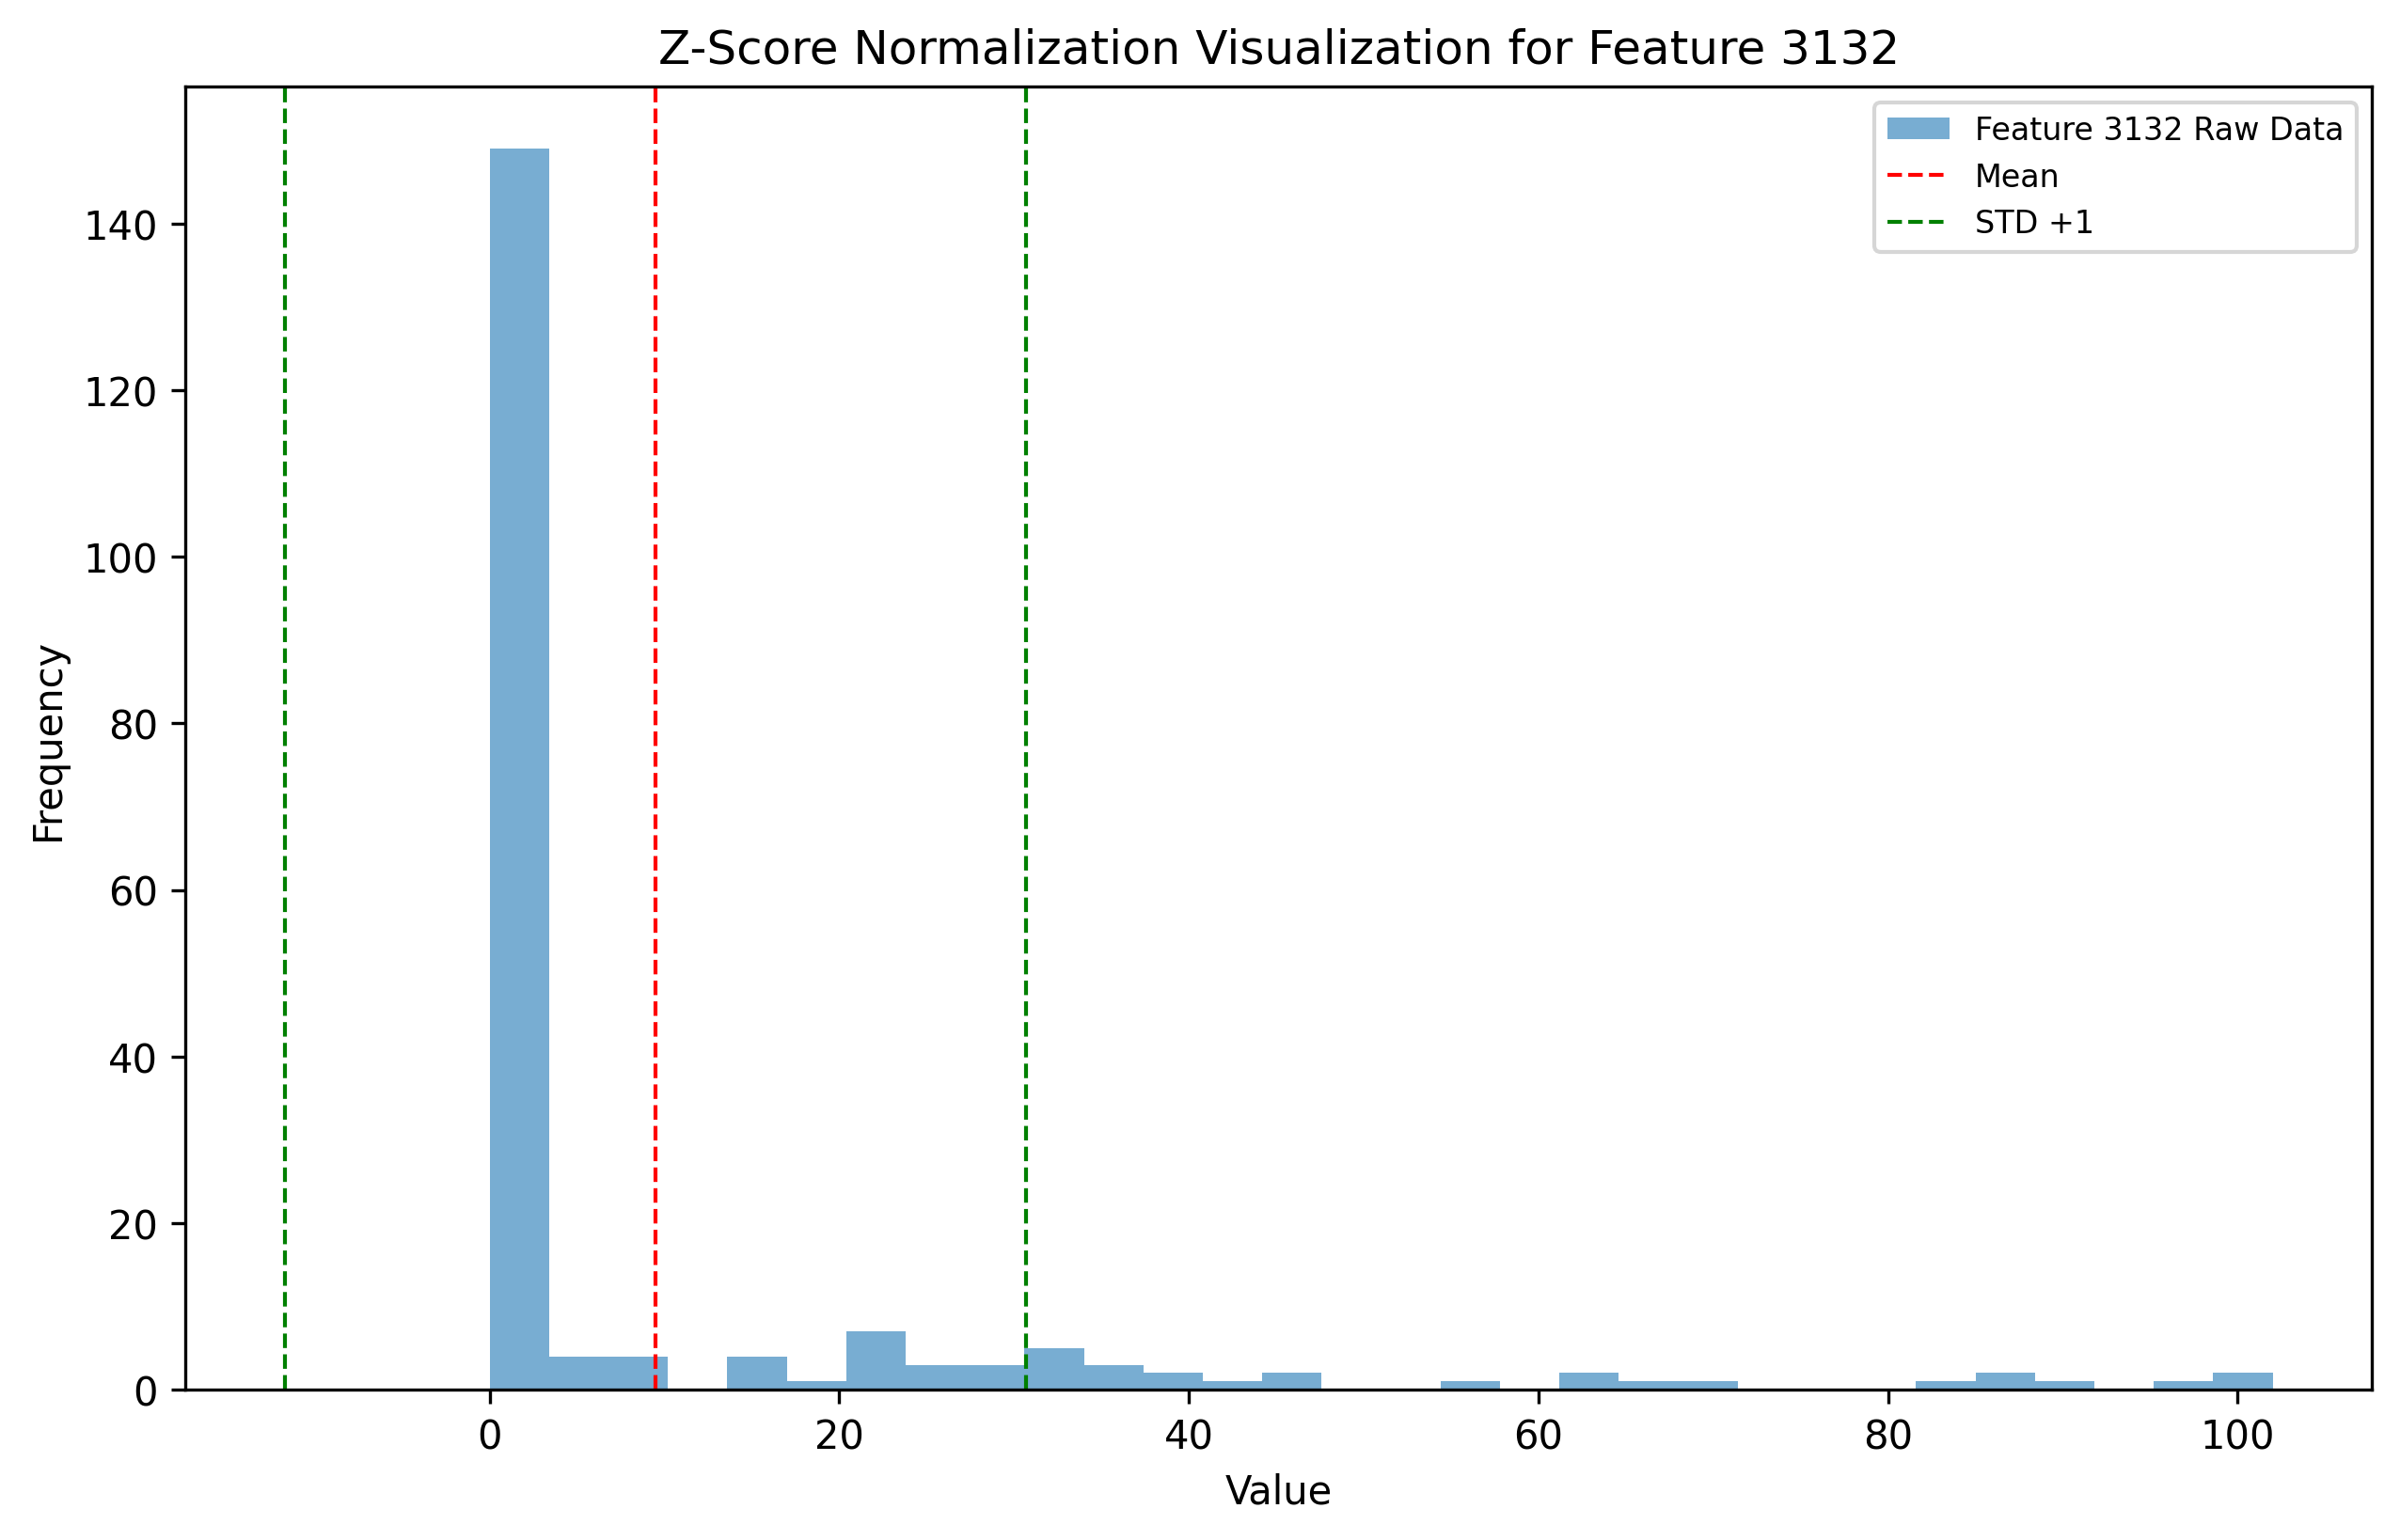 Z-Score Normalization Visualization for Feature 3132
Feature 3132 Raw Data
Mean
STD +1
140
120
100
80
60
40
20
0
Frequency
0 20 40 60 80 100
Value